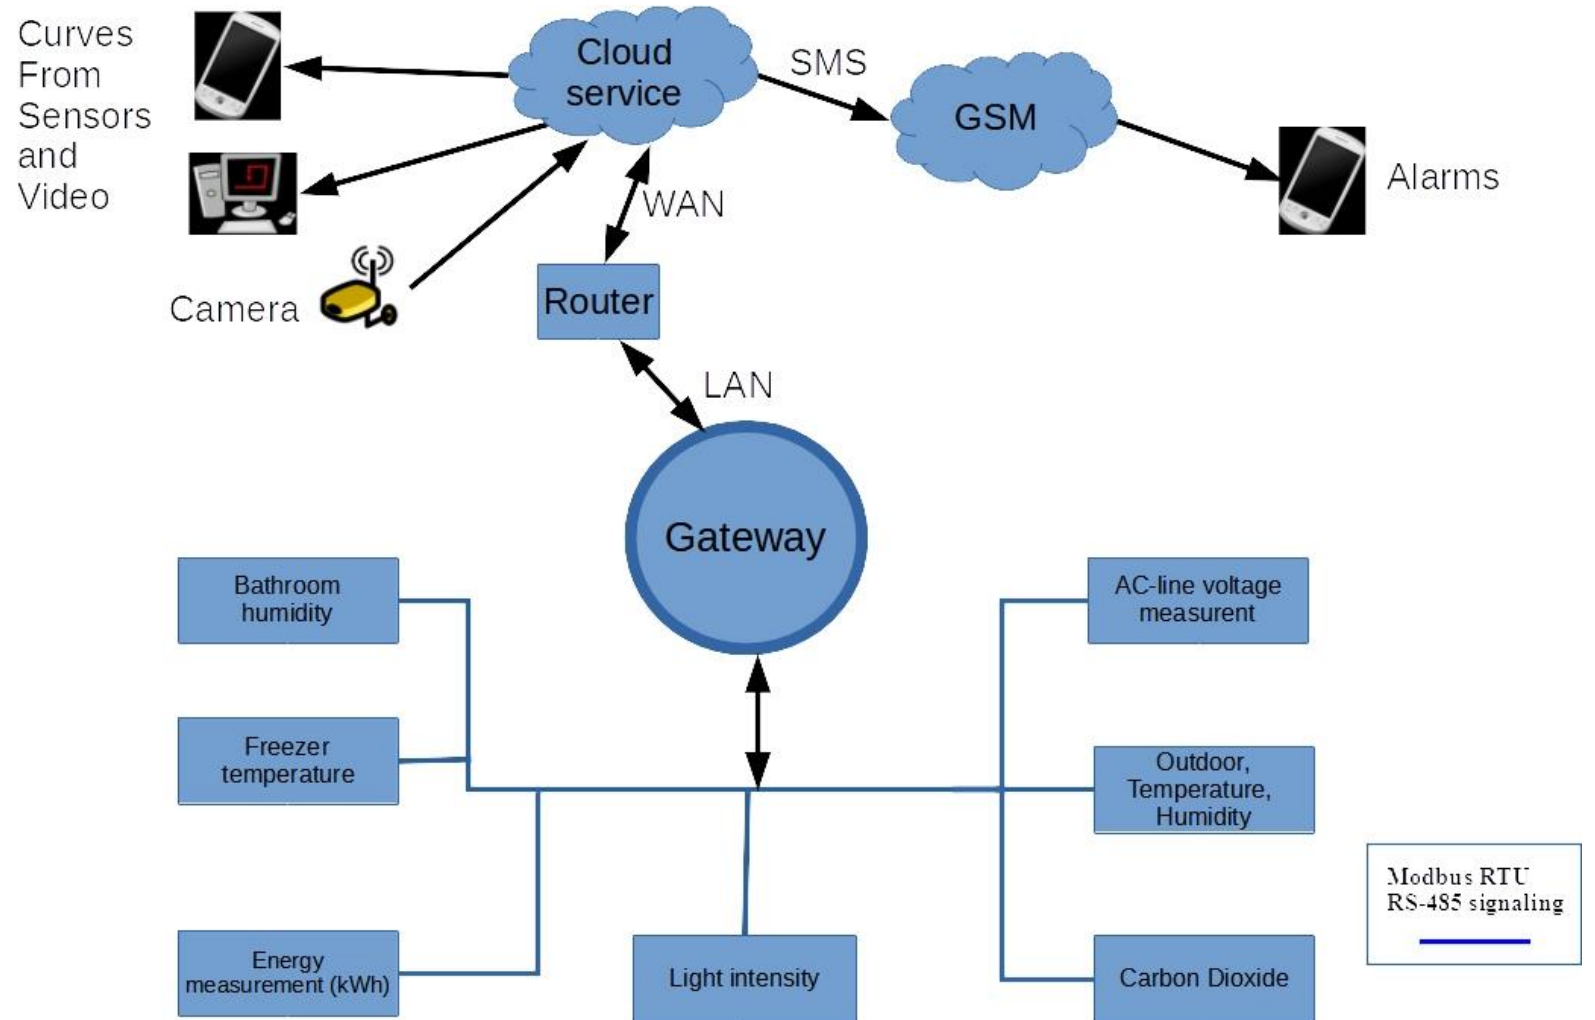 Curves
From
Sensors
and
Video
Cloud
service
SMS
GSM
Alarms
WAN
Camera
Router
LAN
Gateway
Bathroom
humidity
AC-line voltage
measurent
Freezer
temperature
Outdoor,
Temperature,
Humidity
Modbus RTU
RS-485 signaling
Energy
measurement (kWh)
Light intensity
Carbon Dioxide